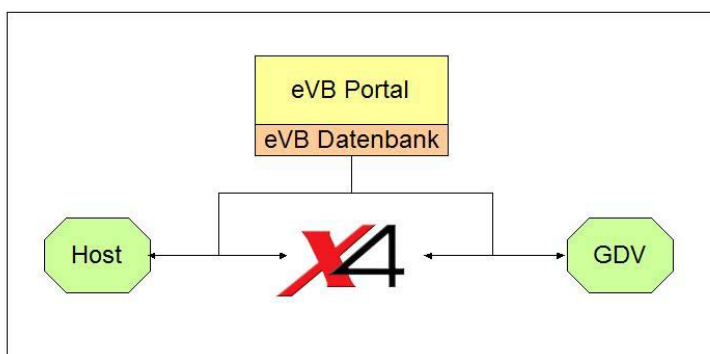 eVB Portal
eVB Datenbank
Host
X4
GDV